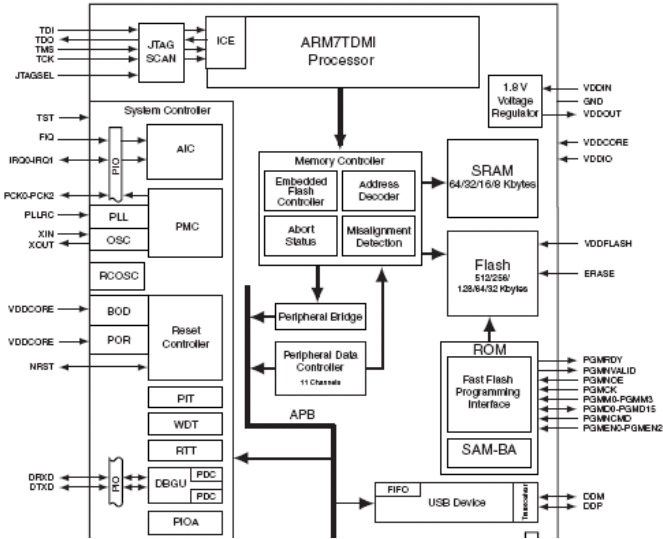 TDI
TDO
TMS
TCK
JTAGSEL
JTAG
SCAN
ICE
ARM7TDMI
Processor
1.8 V
Voltage
Regulator
VDDIN
GND
VDDOUT
VDDCORE
VDDIO
TST
FIQ
IRQ0-IRQ1
PCK0-PCK2
PLLRC
XIN
XOUT
System Controller
PIO
AIC
PLL
OSC
PMC
RCOSC
VDDCORE
VDDCORE
NRST
BOD
POR
Reset
Controller
PIT
WDT
RTT
DRXD
DTXD
PIO
DBGU
PDC
PDC
PIOA
Memory Controller
Embedded
Flash
Controller
Address
Decoder
Abort
Status
Misalignment
Detection
SRAM
64/32/16/8 Kbytes
Flash
512/256/
128/64/32 Kbytes
VDDFLASH
ERASE
Peripheral Bridge
Peripheral Data
Controller
11 Channels
APB
ROM
Fast Flash
Programming
Interface
SAM-BA
PGMRDY
PGMNVALID
PGMNOE
PGMCK
PGMM0-PGMM3
PGMD0-PGMD15
PGMNCMD
PGMEN0-PGMEN2
FIFO
USB Device
Transceiver
DDM
DDP